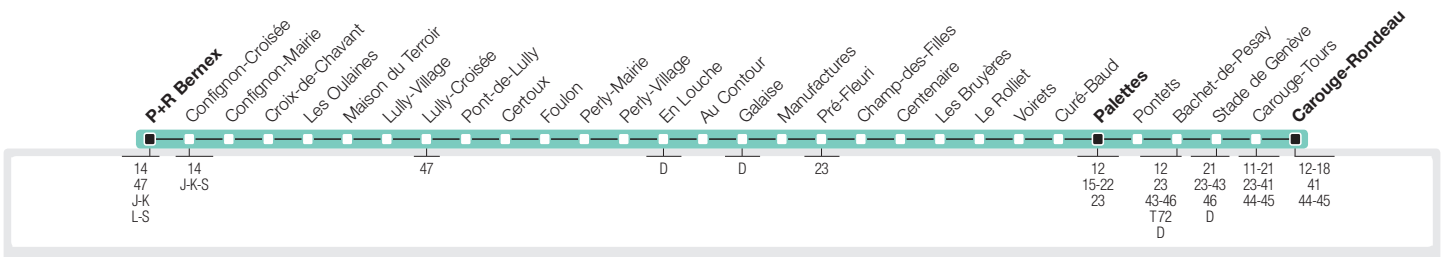 P+R Bernex
Confignon-Croisée
Confignon-Mairie
Croix-de-Chavant
Les Oulaines
Maison du Terroir
Lully-Village
Lully-Croisée
Pont-de-Lully
Certoux
Foulon
Perly-Mairie
Perly-Village
En Louche
Au Contour
Galaise
Manufactures
Pré-Fleuri
Champ-des-Filles
Centenaire
Les Bruyères
Le Rolliet
Voirets
Curé-Baud
Palettes
Pontets
Bachet-de-Pesay
Stade de Genève
Carouge-Tours
Carouge-Rondeau
14
47
J-K
L-S
14
J-K-S
47
D
D
23
12
15-22
23
12
23
43-46
T72
D
21
23-43
46
D
11-21
23-41
44-45
12-18
41
44-45